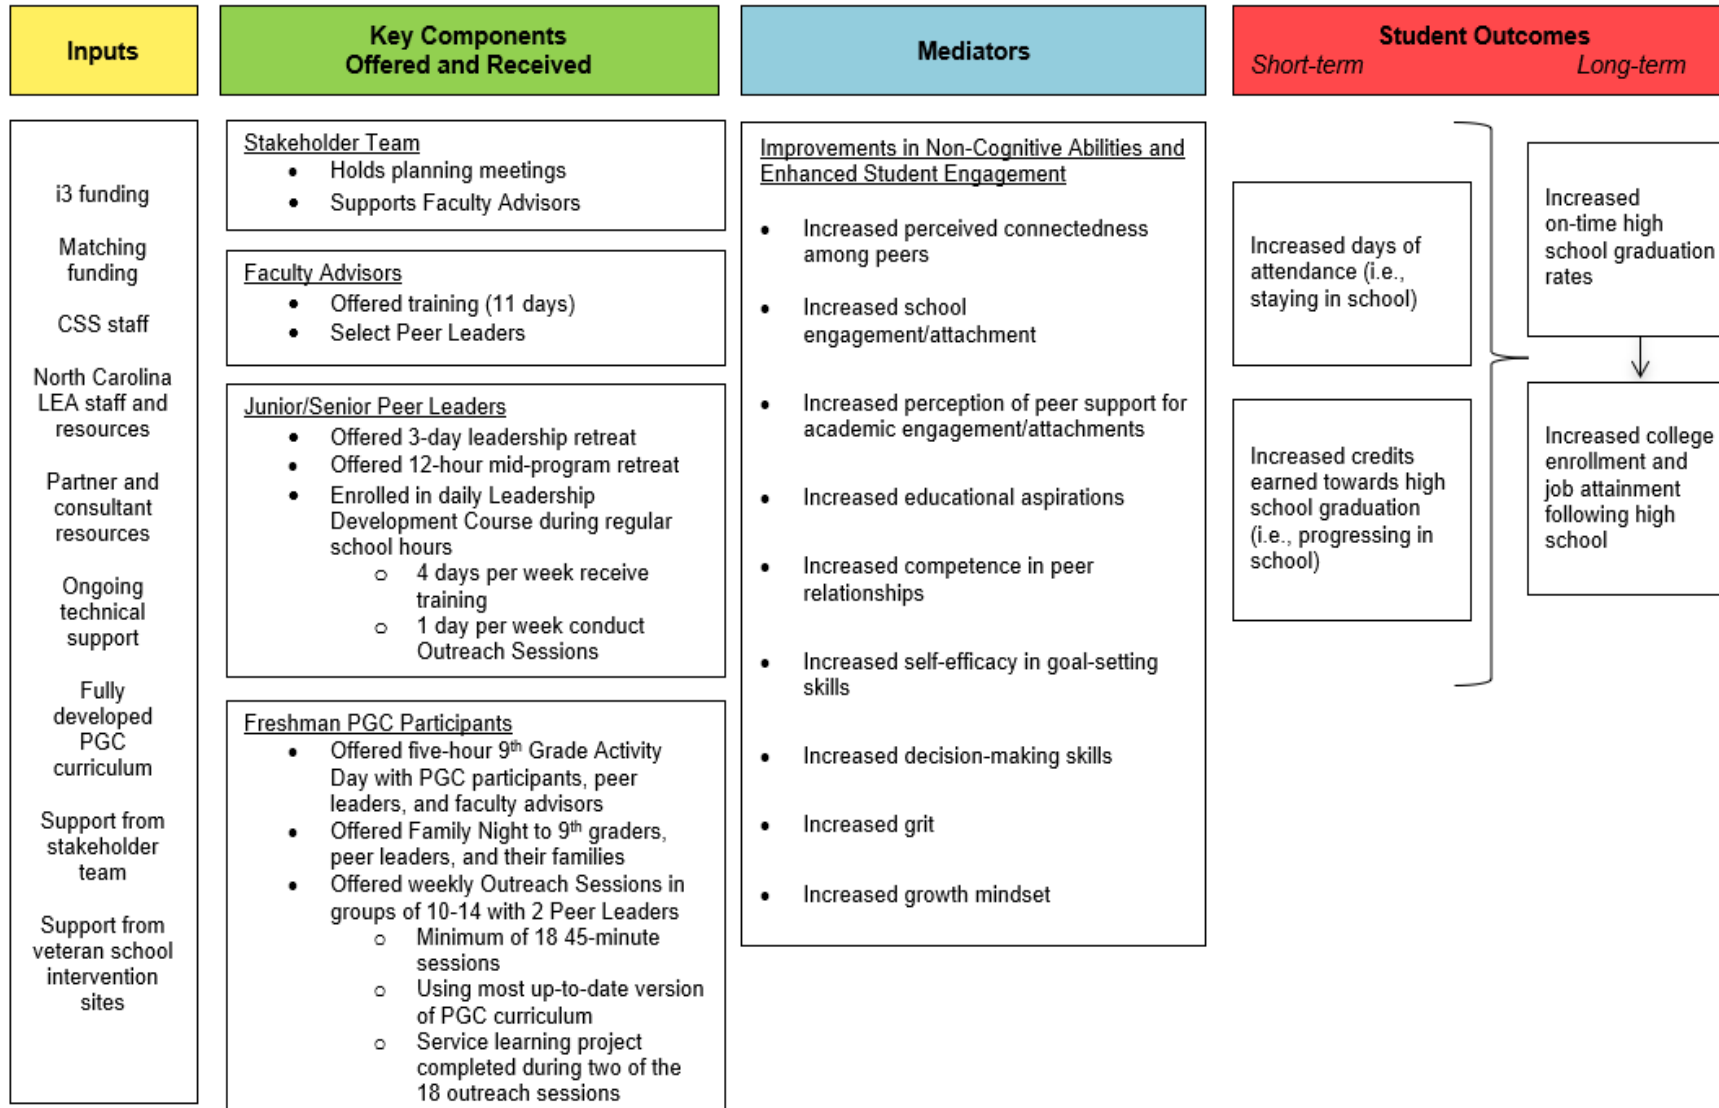 Inputs
Key Components
Offered and Received
Mediators
Student Outcomes
Short-term
Long-term
i3 funding
Matching
funding
CSS staff
North Carolina
LEA staff and
resources
Partner and
consultant
resources
Ongoing
technical
support
Fully
developed
PGC
curriculum
Support from
stakeholder
team
Support from
veteran school
intervention
sites
Stakeholder Team
• Holds planning meetings
• Supports Faculty Advisors
Faculty Advisors
• Offered training (11 days)
• Select Peer Leaders
Junior/Senior Peer Leaders
• Offered 3-day leadership retreat
• Offered 12-hour mid-program retreat
• Enrolled in daily Leadership
Development Course during regular
school hours
o 4 days per week receive
training
o 1 day per week conduct
Outreach Sessions
Freshman PGC Participants
• Offered five-hour 9th Grade Activity
Day with PGC participants, peer
leaders, and faculty advisors
• Offered Family Night to 9th graders,
peer leaders, and their families
• Offered weekly Outreach Sessions in
groups of 10-14 with 2 Peer Leaders
o Minimum of 18 45-minute
sessions
o Using most up-to-date version
of PGC curriculum
o Service learning project
completed during two of the
18 outreach sessions
Improvements in Non-Cognitive Abilities and
Enhanced Student Engagement
• Increased perceived connectedness
among peers
• Increased school
engagement/attachment
• Increased perception of peer support for
academic engagement/attachments
• Increased educational aspirations
• Increased competence in peer
relationships
• Increased self-efficacy in goal-setting
skills
• Increased decision-making skills
• Increased grit
• Increased growth mindset
Increased days of
attendance (i.e.,
staying in school)
Increased credits
earned towards high
school graduation
(i.e., progressing in
school)
Increased
on-time high
school graduation
rates
Increased college
enrollment and
job attainment
following high
school